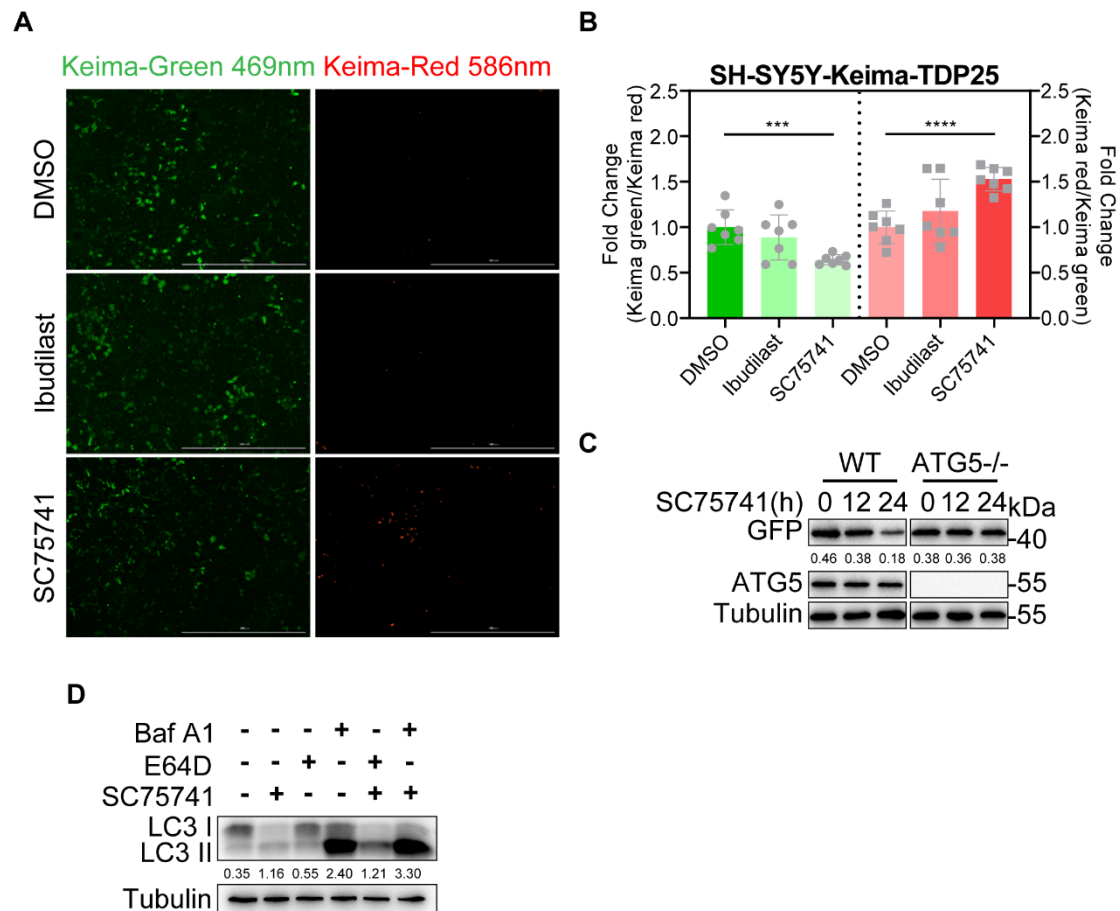 A
Keima-Green 469nm Keima-Red 586nm
DMSO
Ibudilast
SC75741
B
SH-SY5Y-Keima-TDP25
Fold Change
(Keima green/Keima red)
2.5
2.0
1.5
1.0
0.5
0.0
*** ****
2.5
2.0
1.5
1.0
0.5
0.0
Fold Change
(Keima red/Keima green)
DMSO
Ibudilast
SC75741
DMSO
Ibudilast
SC75741
C
WT ATG5-/-
SC75741(h) 0 12 24 0 12 24 kDa
GFP -40
0.46 0.38 0.18 0.38 0.36 0.38
ATG5 -55
Tubulin -55
D
Baf A1 - - - + - +
E64D - - + - + -
SC75741 - + - - + +
LC3 I
LC3 II
0.35 1.16 0.55 2.40 1.21 3.30
Tubulin